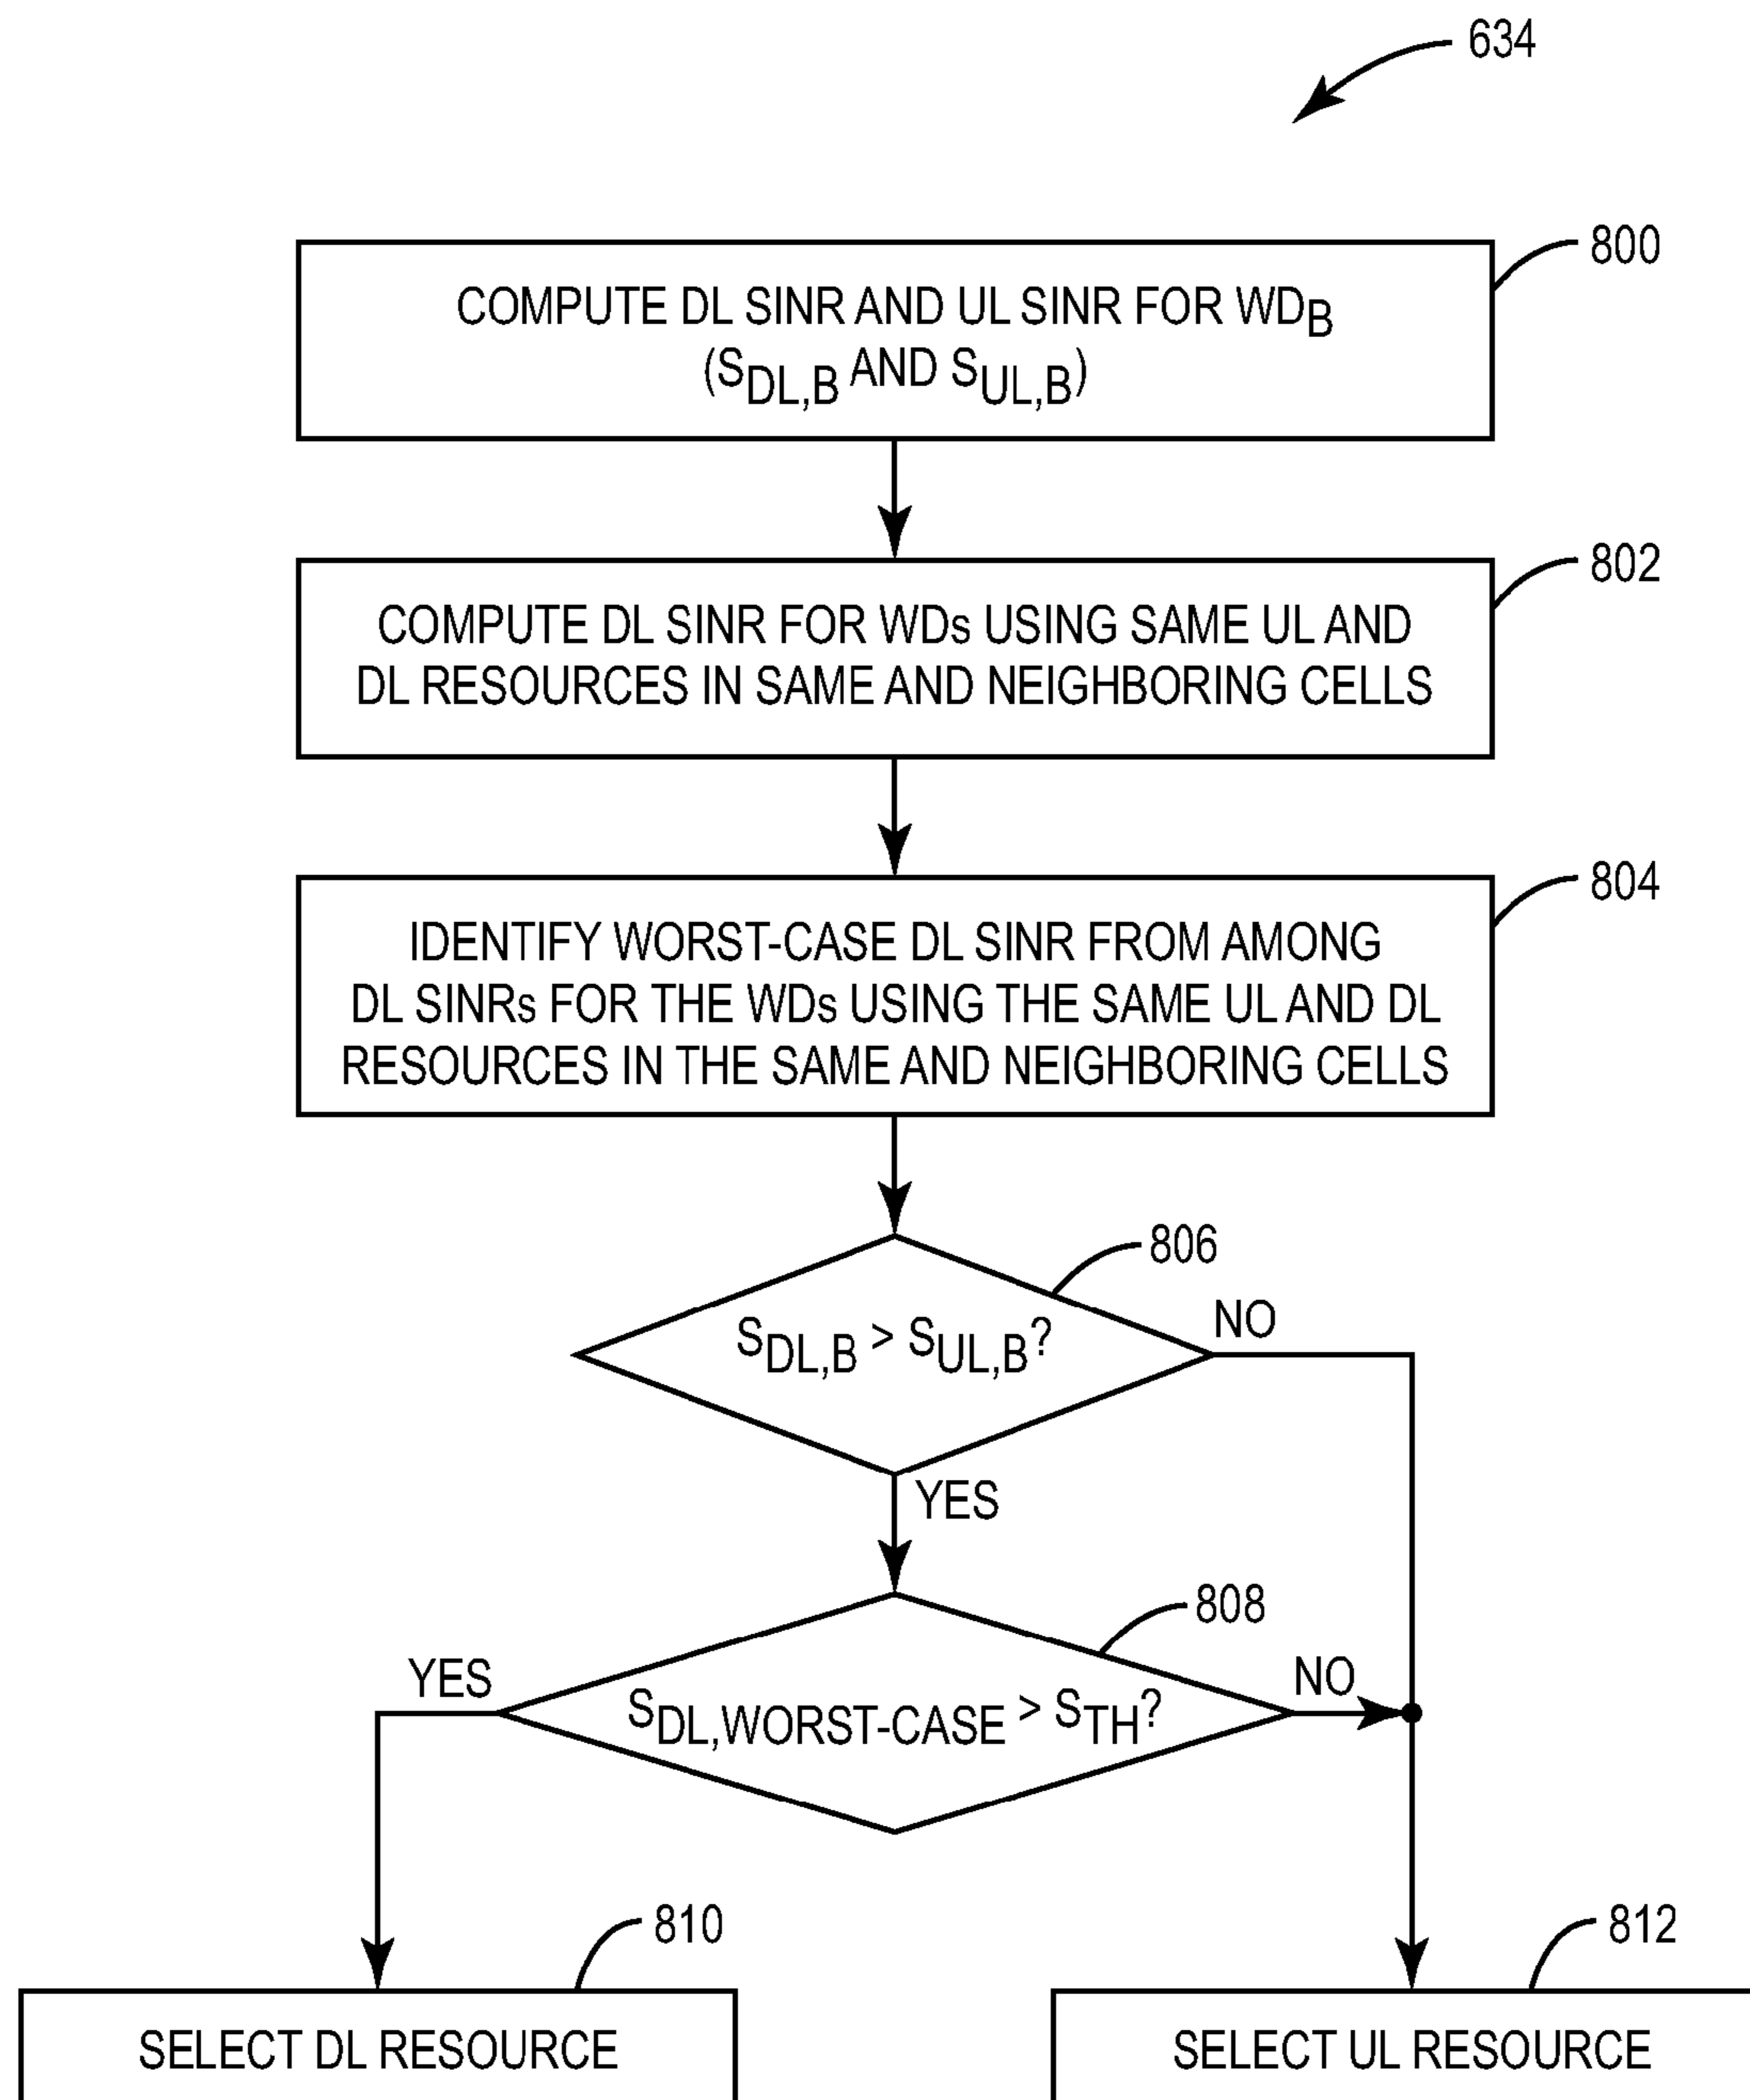 634
800
COMPUTE DL SINR AND UL SINR FOR WDB
(SDL,B AND SUL,B)
802
COMPUTE DL SINR FOR WDs USING SAME UL AND
DL RESOURCES IN SAME AND NEIGHBORING CELLS
804
IDENTIFY WORST-CASE DL SINR FROM AMONG
DL SINRs FOR THE WDs USING THE SAME UL AND DL
RESOURCES IN THE SAME AND NEIGHBORING CELLS
806
SDL,B > SUL,B?
NO
YES
808
YES
SDL,WORST-CASE > STH?
NO
810
812
SELECT DL RESOURCE
SELECT UL RESOURCE